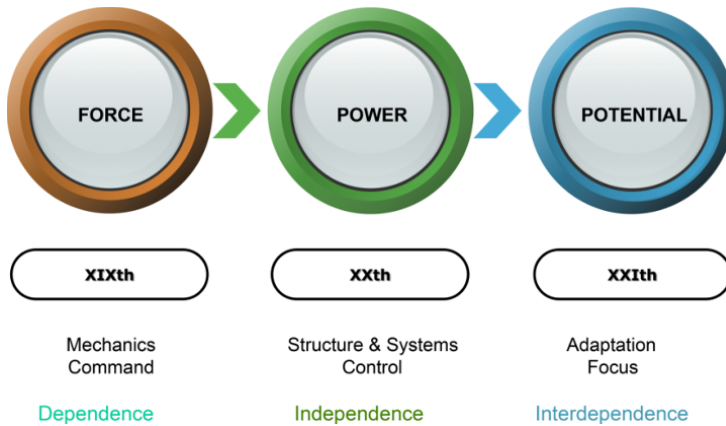 FORCE
POWER
POTENTIAL
XIXth
XXth
XXIth
Mechanics
Command
Structure & Systems
Control
Adaptation
Focus
Dependence
Independence
Interdependence